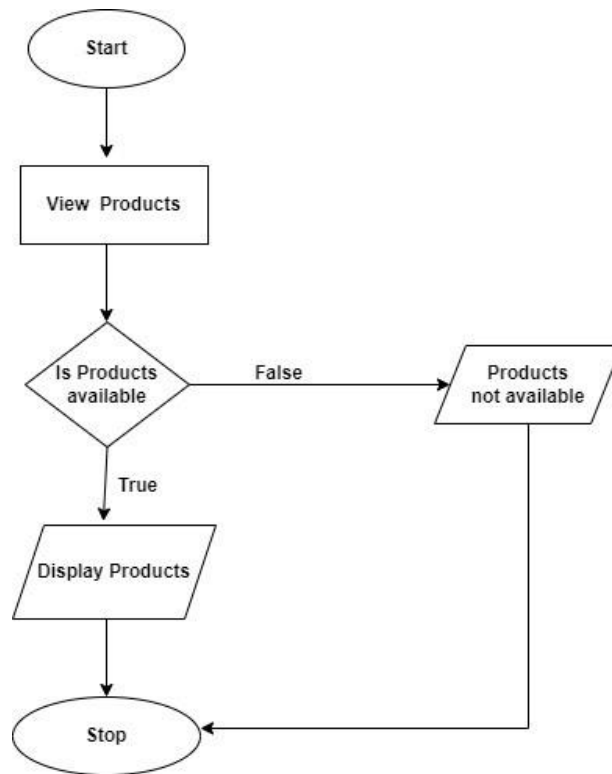 Start
View Products
Is Products
available
False
Products
not available
True
Display Products
Stop